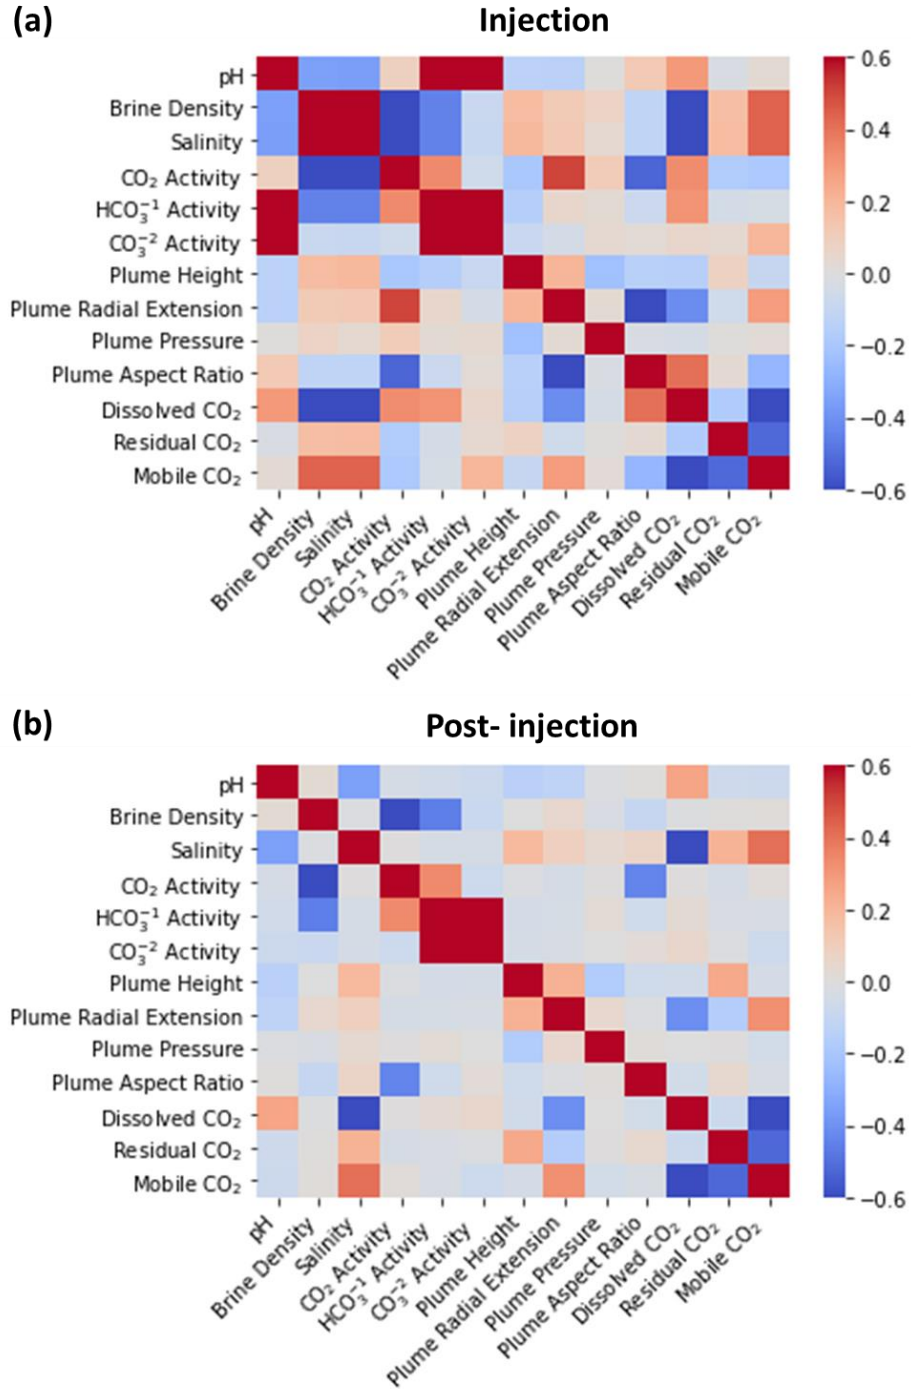 (a) Injection
pH
Brine Density
Salinity
CO₂ Activity
HCO₃⁻¹ Activity
CO₃⁻² Activity
Plume Height
Plume Radial Extension
Plume Pressure
Plume Aspect Ratio
Dissolved CO₂
Residual CO₂
Mobile CO₂
pH
Brine Density
Salinity
CO₂ Activity
HCO₃⁻¹ Activity
CO₃⁻² Activity
Plume Height
Plume Radial Extension
Plume Pressure
Plume Aspect Ratio
Dissolved CO₂
Residual CO₂
Mobile CO₂
0.6
0.4
0.2
0.0
−0.2
−0.4
−0.6
(b) Post- injection
pH
Brine Density
Salinity
CO₂ Activity
HCO₃⁻¹ Activity
CO₃⁻² Activity
Plume Height
Plume Radial Extension
Plume Pressure
Plume Aspect Ratio
Dissolved CO₂
Residual CO₂
Mobile CO₂
pH
Brine Density
Salinity
CO₂ Activity
HCO₃⁻¹ Activity
CO₃⁻² Activity
Plume Height
Plume Radial Extension
Plume Pressure
Plume Aspect Ratio
Dissolved CO₂
Residual CO₂
Mobile CO₂
0.6
0.4
0.2
0.0
−0.2
−0.4
−0.6